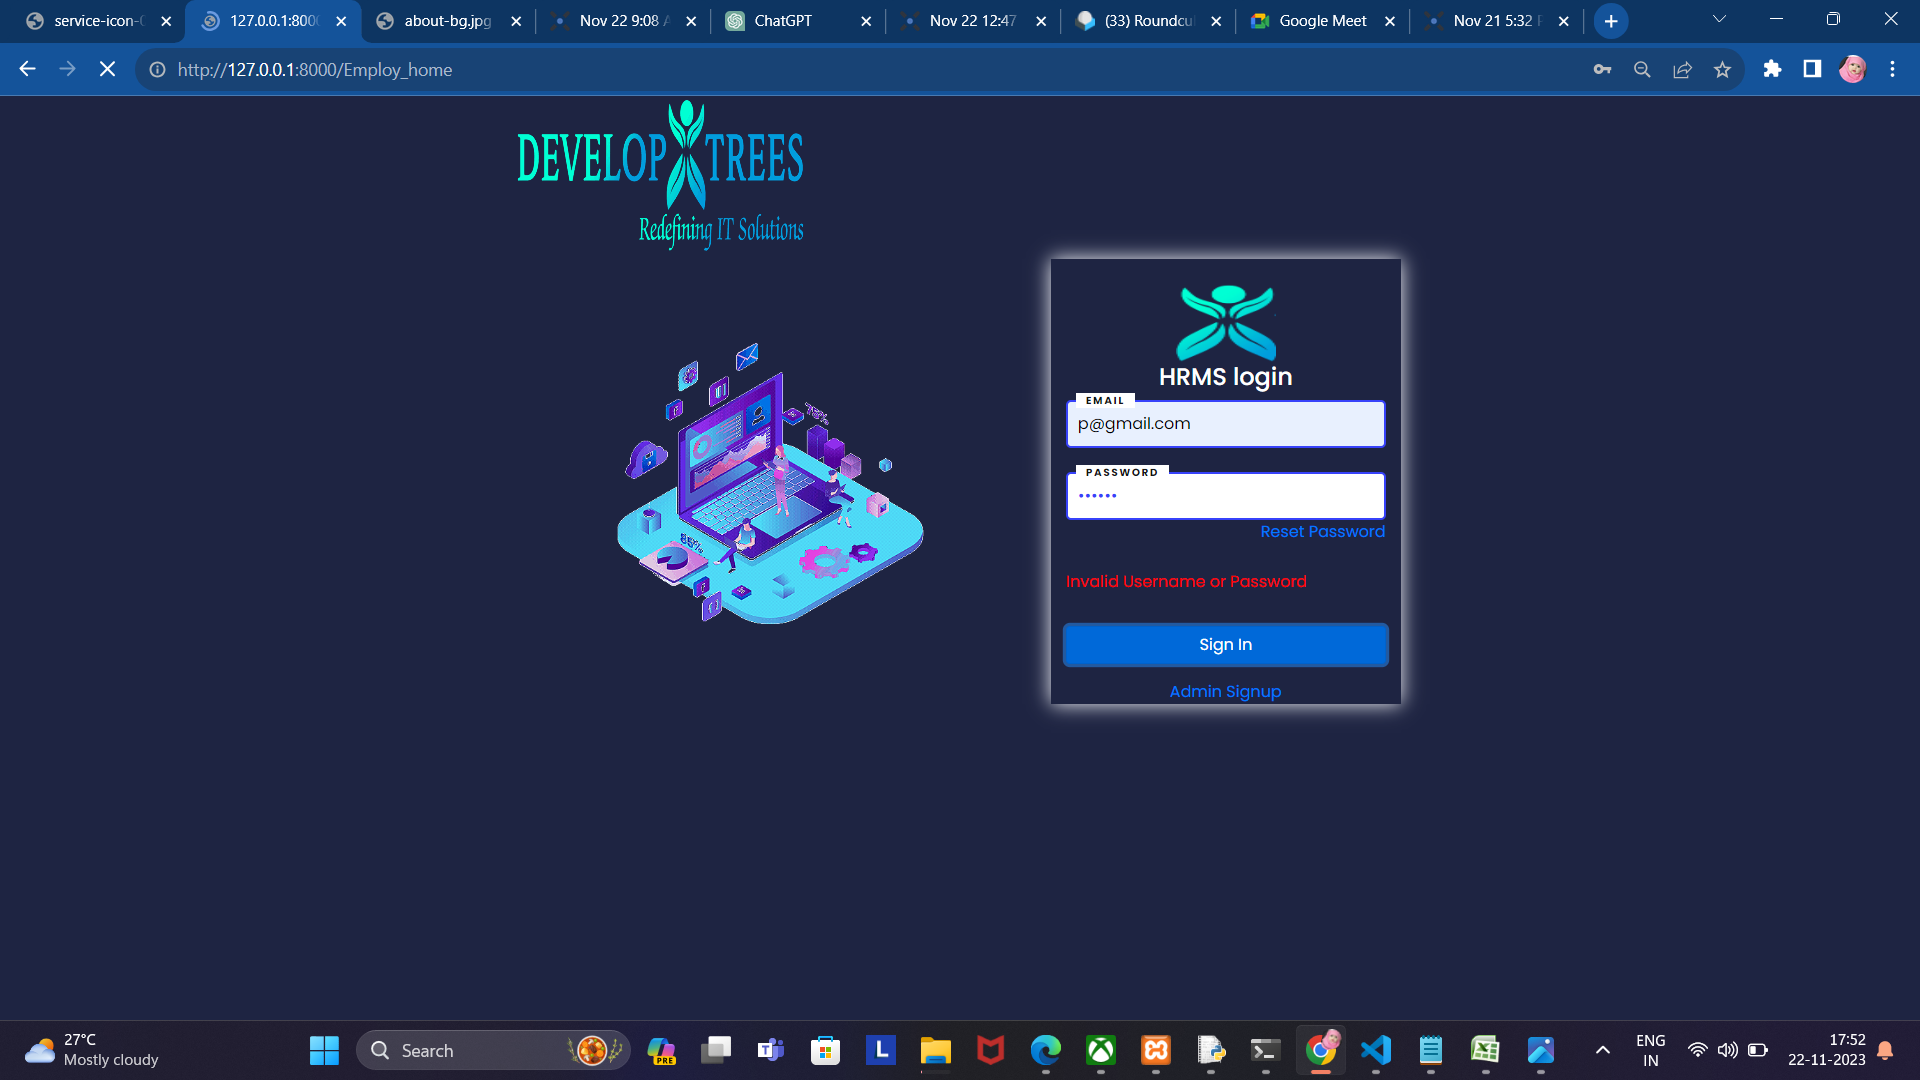 service-icon-
127.0.0.1:800
about-bg.jpg
Nov 22 9:08
ChatGPT
Nov 22 12:47
(33) Roundcu
Google Meet
Nov 21 5:32
http://127.0.0.1:8000/Employ_home
DEVELOP TREES
Redefining IT Solutions
HRMS login
EMAIL
p@gmail.com
PASSWORD
Reset Password
Invalid Username or Password
Sign In
Admin Signup
78%
85%
27°C
Mostly cloudy
Search
PRE
L
ENG
IN
17:52
22-11-2023